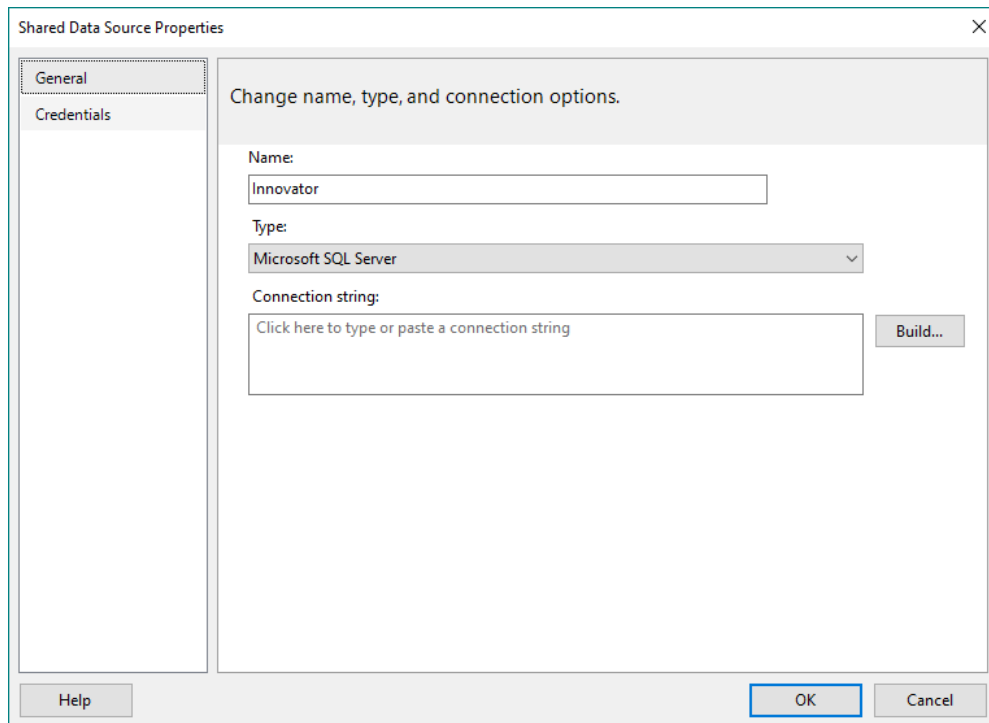 Shared Data Source Properties
General
Credentials
Change name, type, and connection options.
Name:
Innovator
Type:
Microsoft SQL Server
Connection string:
Click here to type or paste a connection string
Build...
Help
OK
Cancel